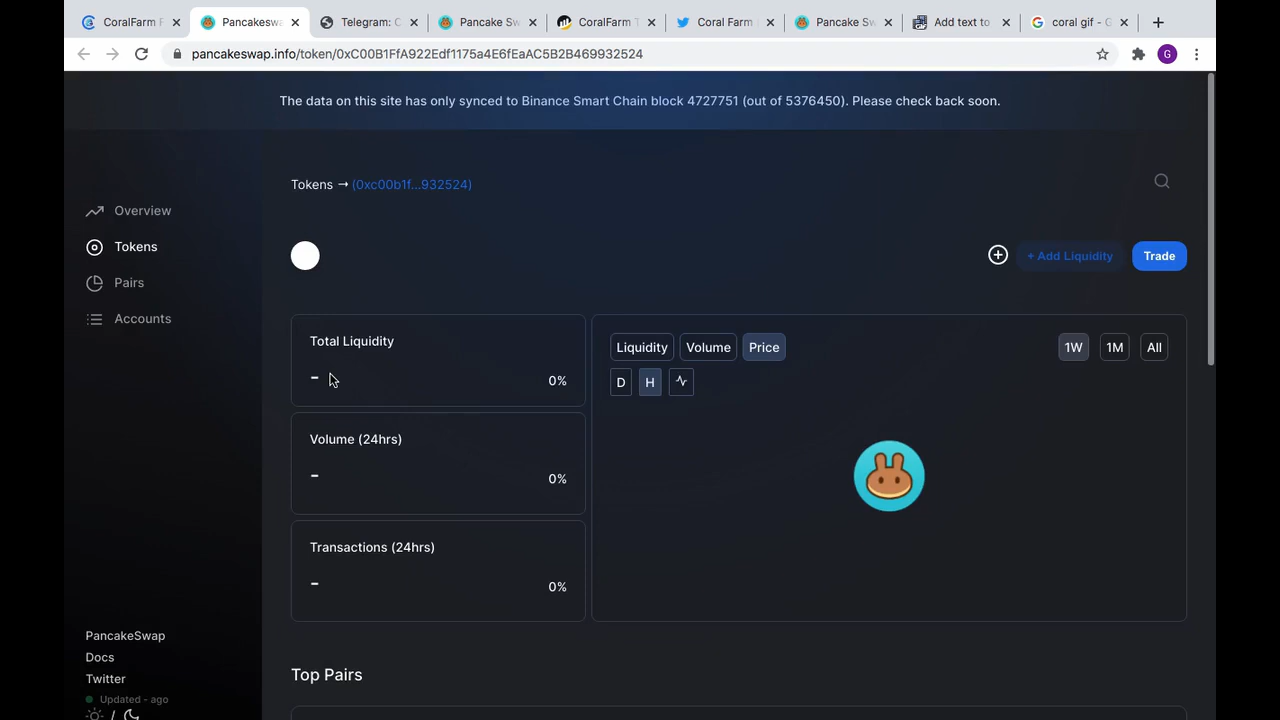 CoralFarm F
Pancakesw
Telegram: C
Pancake Sw
CoralFarm T
Coral Farm
Pancake Sw
Add text to
coral gif - G
pancakeswap.info/token/0xC00B1FfA922Edf1175a4E6fEaAC5B2B469932524
G
The data on this site has only synced to Binance Smart Chain block 4727751 (out of 5376450). Please check back soon.
Tokens → (0xc00b1f...932524)
Overview
Tokens
Pairs
Accounts
+ Add Liquidity
Trade
Total Liquidity
-
0%
Liquidity
Volume
Price
1W
1M
All
D
H
Volume (24hrs)
-
0%
Transactions (24hrs)
-
0%
PancakeSwap
Docs
Twitter
Updated - ago
/
Top Pairs